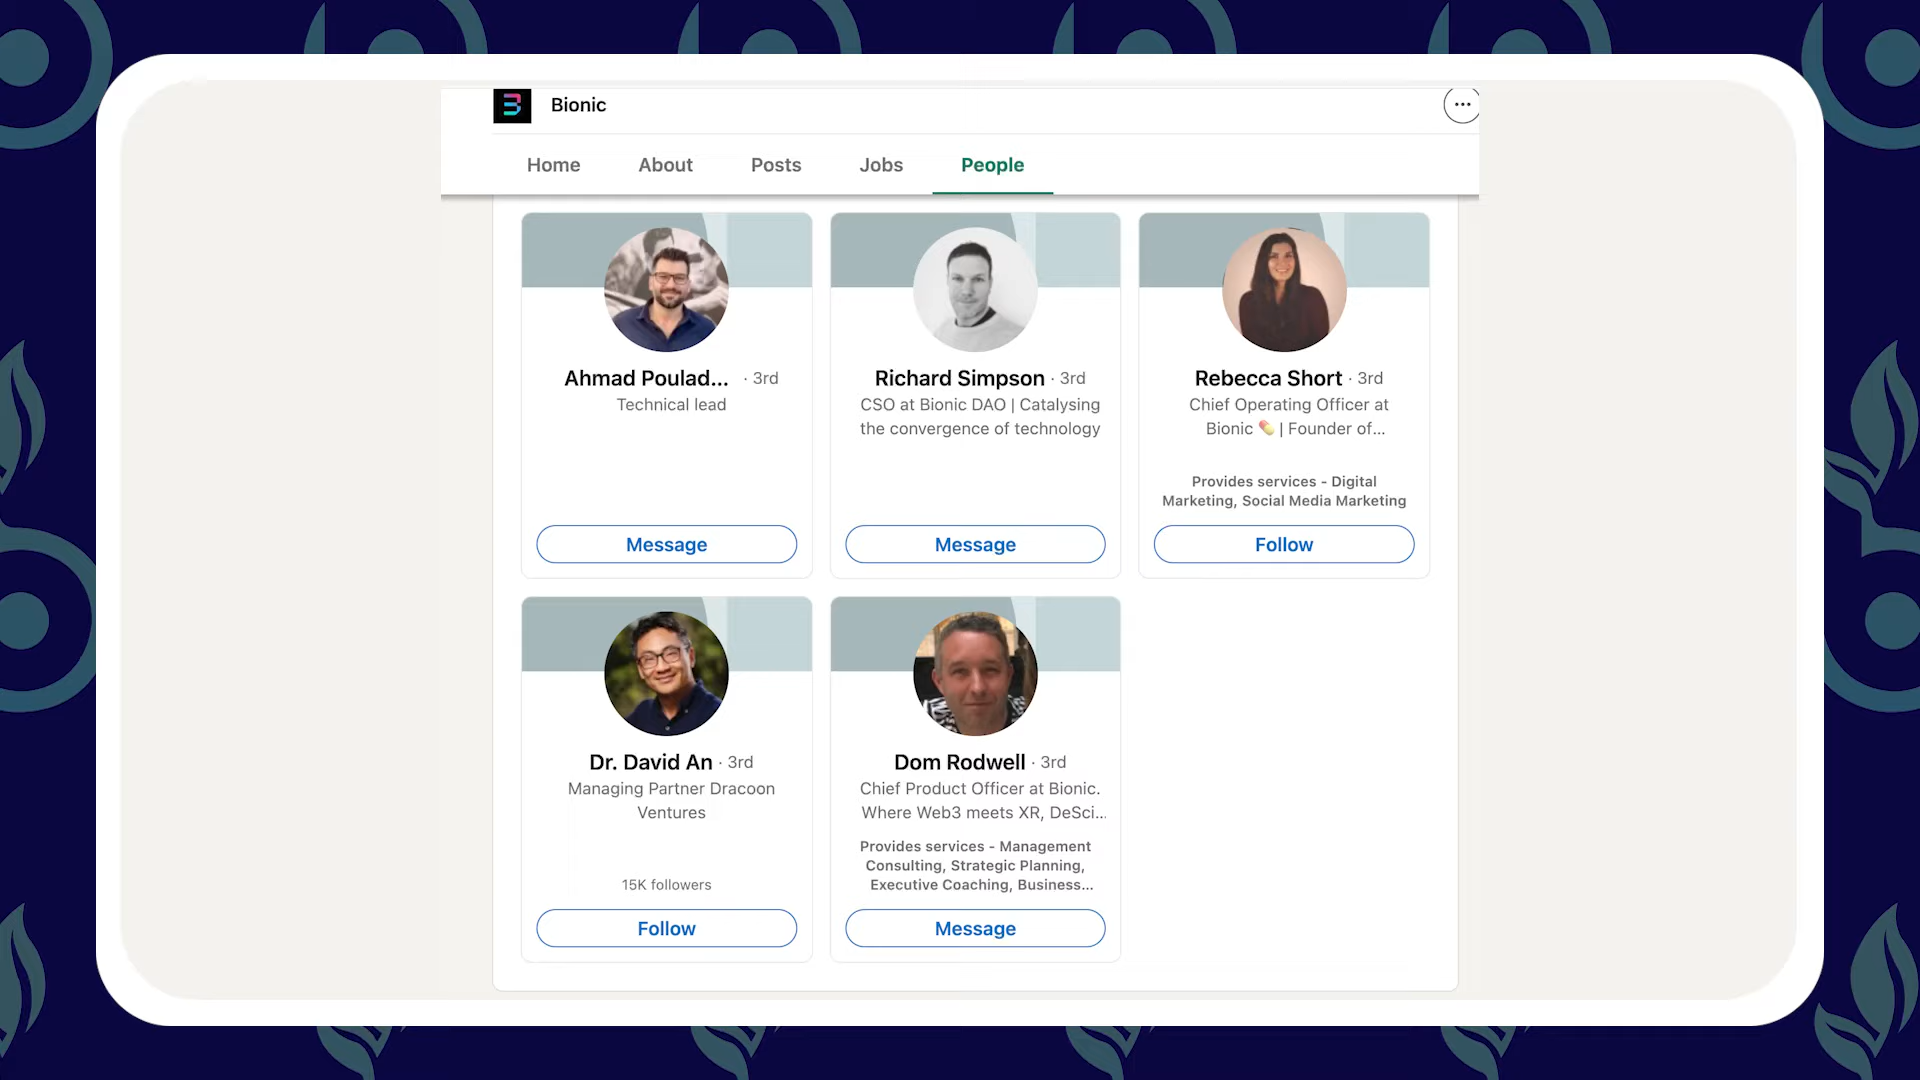 Bionic
Home
About
Posts
Jobs
People
Ahmad Poulad... · 3rd
Technical lead
Message
Richard Simpson · 3rd
CSO at Bionic DAO | Catalysing
the convergence of technology
Message
Rebecca Short · 3rd
Chief Operating Officer at
Bionic 💊 | Founder of...
Provides services - Digital
Marketing, Social Media Marketing
Follow
Dr. David An · 3rd
Managing Partner Dracoon
Ventures
15K followers
Follow
Dom Rodwell · 3rd
Chief Product Officer at Bionic.
Where Web3 meets XR, DeSci...
Provides services - Management
Consulting, Strategic Planning,
Executive Coaching, Business...
Message